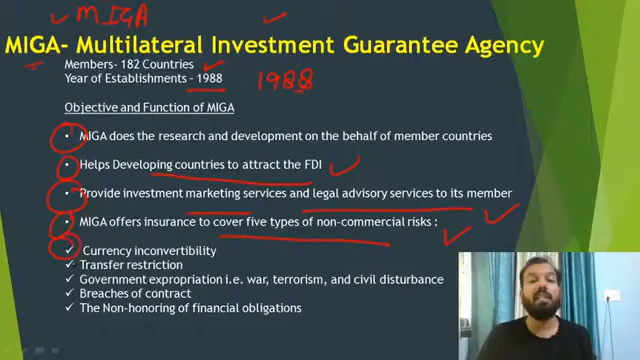 MIGA
MIGA- Multilateral Investment Guarantee Agency
Members- 182 Countries
Year of Establishments - 1988
1988
Objective and Function of MIGA
MIGA does the research and development on the behalf of member countries
Helps Developing countries to attract the FDI
Provide investment marketing services and legal advisory services to its member
MIGA offers insurance to cover five types of non-commercial risks :
Currency inconvertibility
Transfer restriction
Government expropriation i.e. war, terrorism, and civil disturbance
Breaches of contract
The Non-honoring of financial obligations